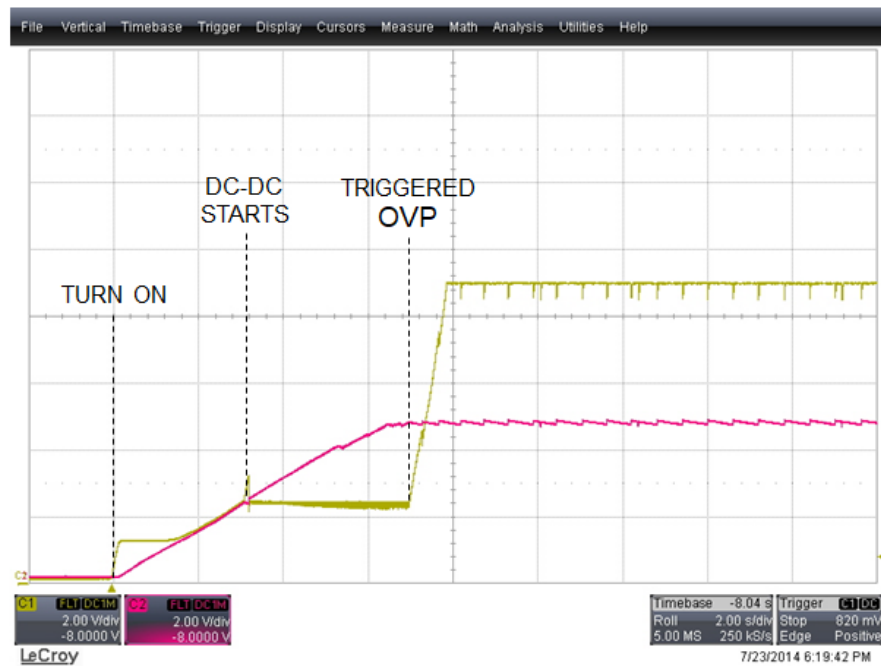 File Vertical Timebase Trigger Display Cursors Measure Math Analysis Utilities Help
DC-DC
STARTS
TRIGGERED
OVP
TURN ON
C2
C1 FLT DC1M
2.00 V/div
-8.0000 V
C2 FLT DC1M
2.00 V/div
-8.0000 V
Timebase -8.04 s
Roll 2.00 s/div
5.00 MS 250 kS/s
Trigger C1 DC
Stop 820 mV
Edge Positive
LeCroy
7/23/2014 6:19:42 PM